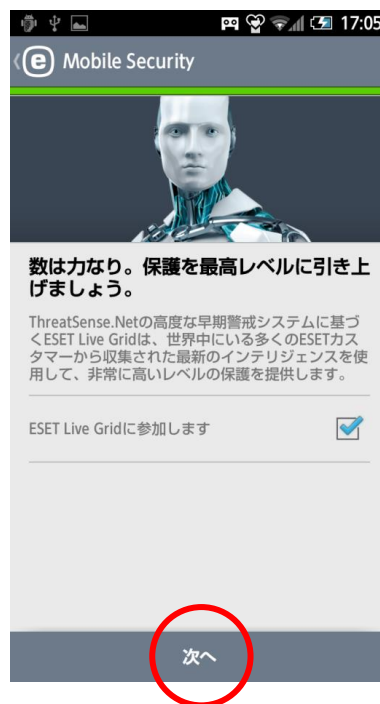 17:05
e Mobile Security
数は力なり。保護を最高レベルに引き上
げましょう。
ThreatSense.Netの高度な早期警戒システムに基づ
くESET Live Gridは、世界中にいる多くのESETカス
タマーから収集された最新のインテリジェンスを使
用して、非常に高いレベルの保護を提供します。
ESET Live Gridに参加します
次へ